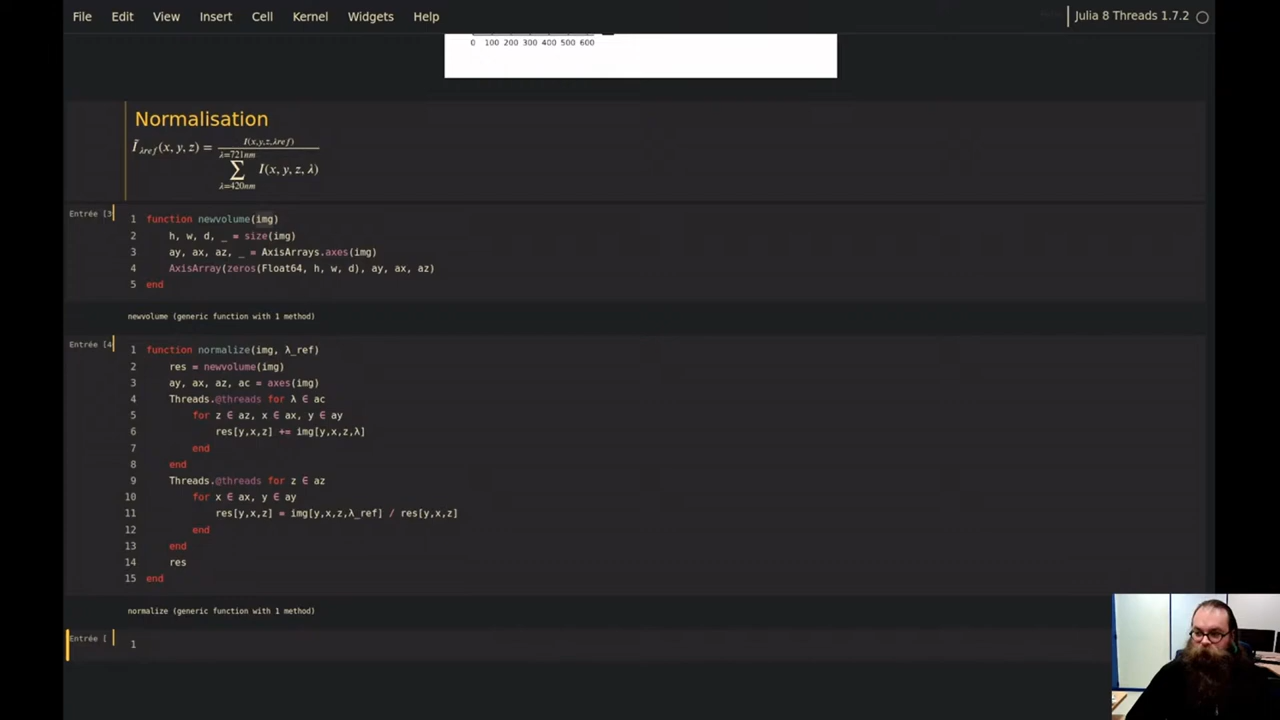 File Edit View Insert Cell Kernel Widgets Help Julia 8 Threads 1.7.2
0 100 200 300 400 500 600
Normalisation
Ĩ λref(x, y, z) = I(x,y,z,λref)
λ=721nm
∑ I(x, y, z, λ)
λ=420nm
Entrée [3
1 function newvolume(img)
2 h, w, d, _ = size(img)
3 ay, ax, az, _ = AxisArrays.axes(img)
4 AxisArray(zeros(Float64, h, w, d), ay, ax, az)
5 end
newvolume (generic function with 1 method)
Entrée [4
1 function normalize(img, λ_ref)
2 res = newvolume(img)
3 ay, ax, az, ac = axes(img)
4 Threads.@threads for λ ∈ ac
5 for z ∈ az, x ∈ ax, y ∈ ay
6 res[y,x,z] += img[y,x,z,λ]
7 end
8 end
9 Threads.@threads for z ∈ az
10 for x ∈ ax, y ∈ ay
11 res[y,x,z] = img[y,x,z,λ_ref] / res[y,x,z]
12 end
13 end
14 res
15 end
normalize (generic function with 1 method)
Entrée [
1